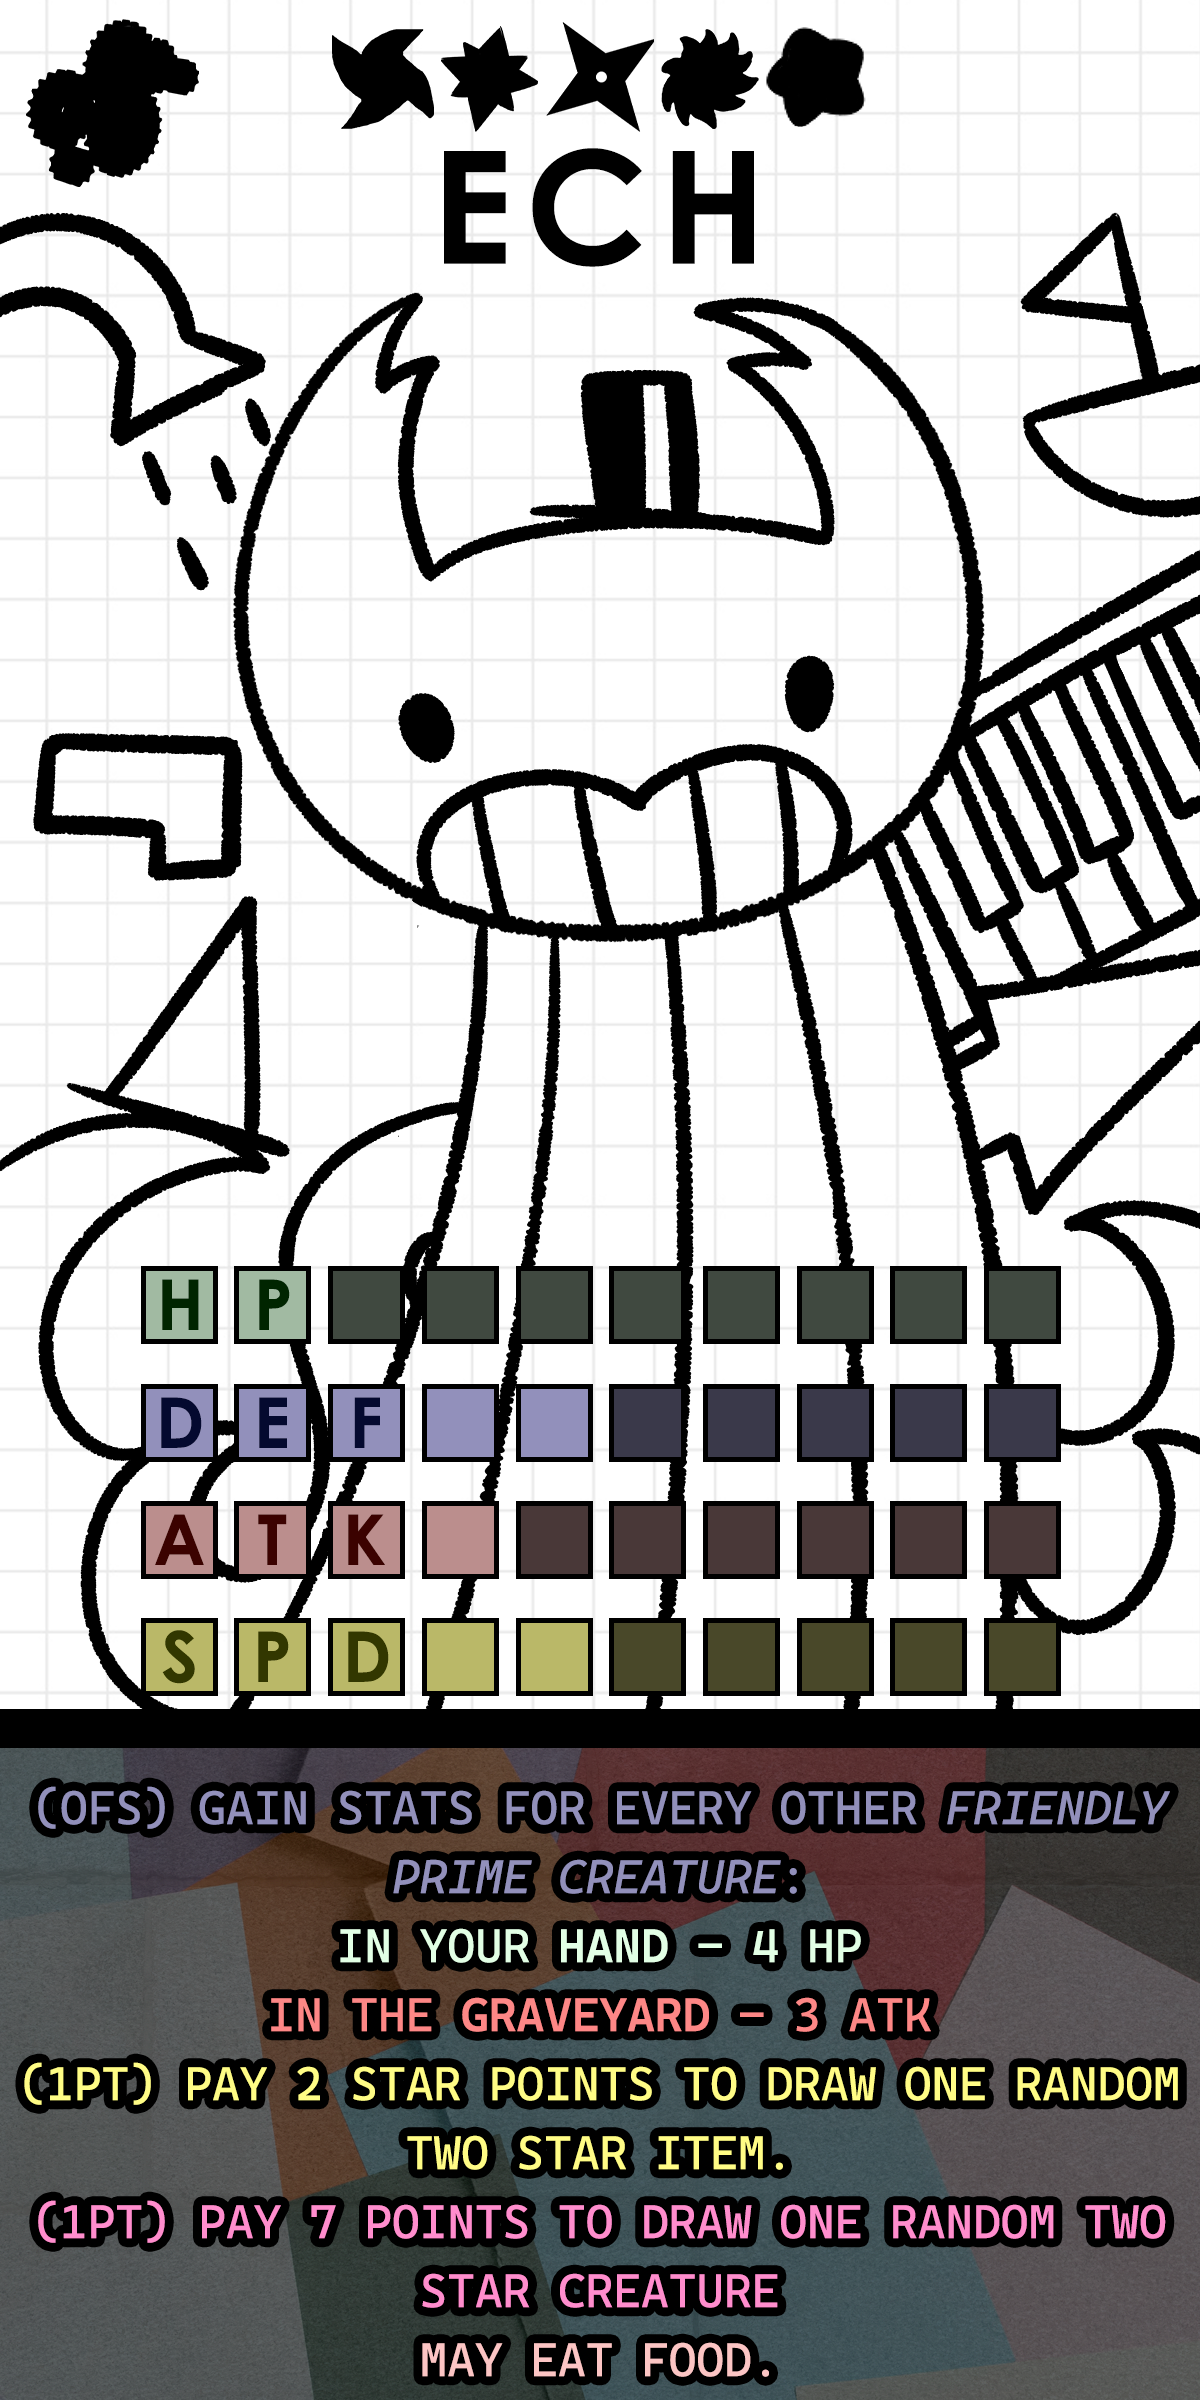 ECH
HP
DEF
ATK
SPD
(OFS) GAIN STATS FOR EVERY OTHER FRIENDLY
PRIME CREATURE:
IN YOUR HAND – 4 HP
IN THE GRAVEYARD – 3 ATK
(1PT) PAY 2 STAR POINTS TO DRAW ONE RANDOM
TWO STAR ITEM.
(1PT) PAY 7 POINTS TO DRAW ONE RANDOM TWO
STAR CREATURE
MAY EAT FOOD.